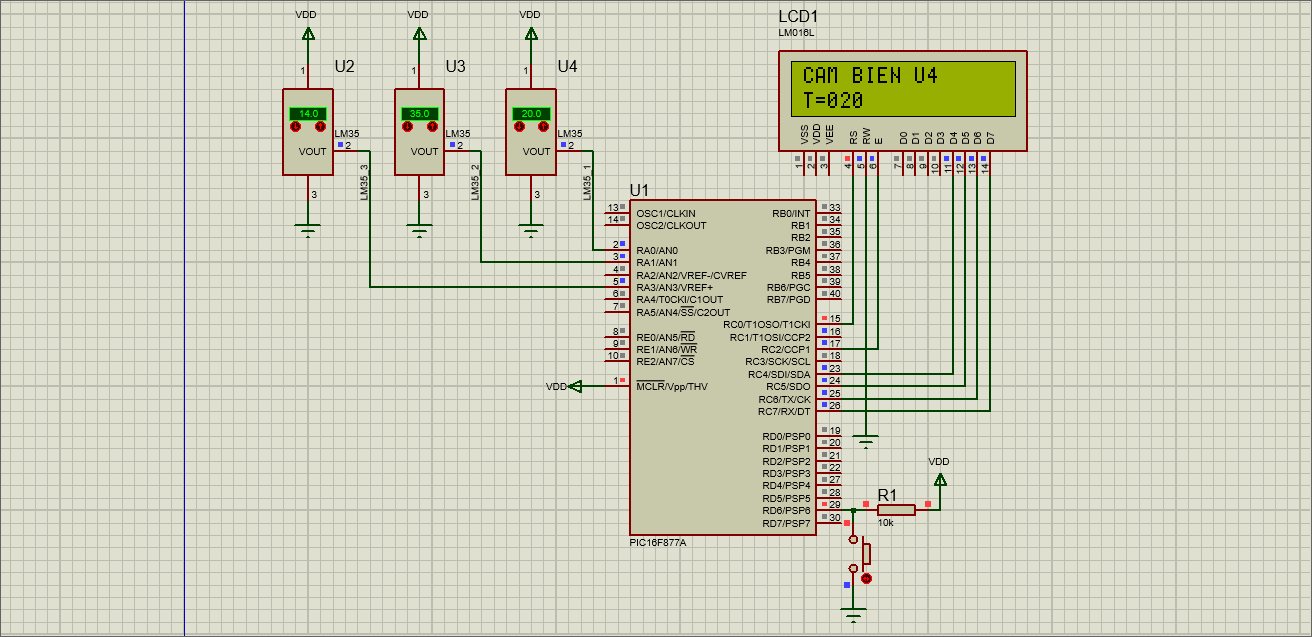 VDD
VDD
VDD
LCD1
LM016L
1
U2
1
U3
1
U4
CAM BIEN U4
T=020
14.0
35.0
20.0
LM35
LM35
LM35
VOUT
2
VOUT
2
VOUT
2
3
3
3
LM35_3
LM35_2
LM35_1
VSS
VDD
VEE
RS
RW
E
D0
D1
D2
D3
D4
D5
D6
D7
1
2
3
4
5
6
7
8
9
10
11
12
13
14
U1
13
OSC1/CLKIN
14
OSC2/CLKOUT
2
RA0/AN0
3
RA1/AN1
4
RA2/AN2/VREF-/CVREF
5
RA3/AN3/VREF+
6
RA4/T0CKI/C1OUT
7
RA5/AN4/SS/C2OUT
8
RE0/AN5/RD
9
RE1/AN6/WR
10
RE2/AN7/CS
VDD
1
MCLR/Vpp/THV
RB0/INT
33
RB1
34
RB2
35
RB3/PGM
36
RB4
37
RB5
38
RB6/PGC
39
RB7/PGD
40
RC0/T1OSO/T1CKI
15
RC1/T1OSI/CCP2
16
RC2/CCP1
17
RC3/SCK/SCL
18
RC4/SDI/SDA
23
RC5/SDO
24
RC6/TX/CK
25
RC7/RX/DT
26
RD0/PSP0
19
RD1/PSP1
20
RD2/PSP2
21
RD3/PSP3
22
RD4/PSP4
27
RD5/PSP5
28
RD6/PSP6
29
RD7/PSP7
30
PIC16F877A
VDD
R1
10k